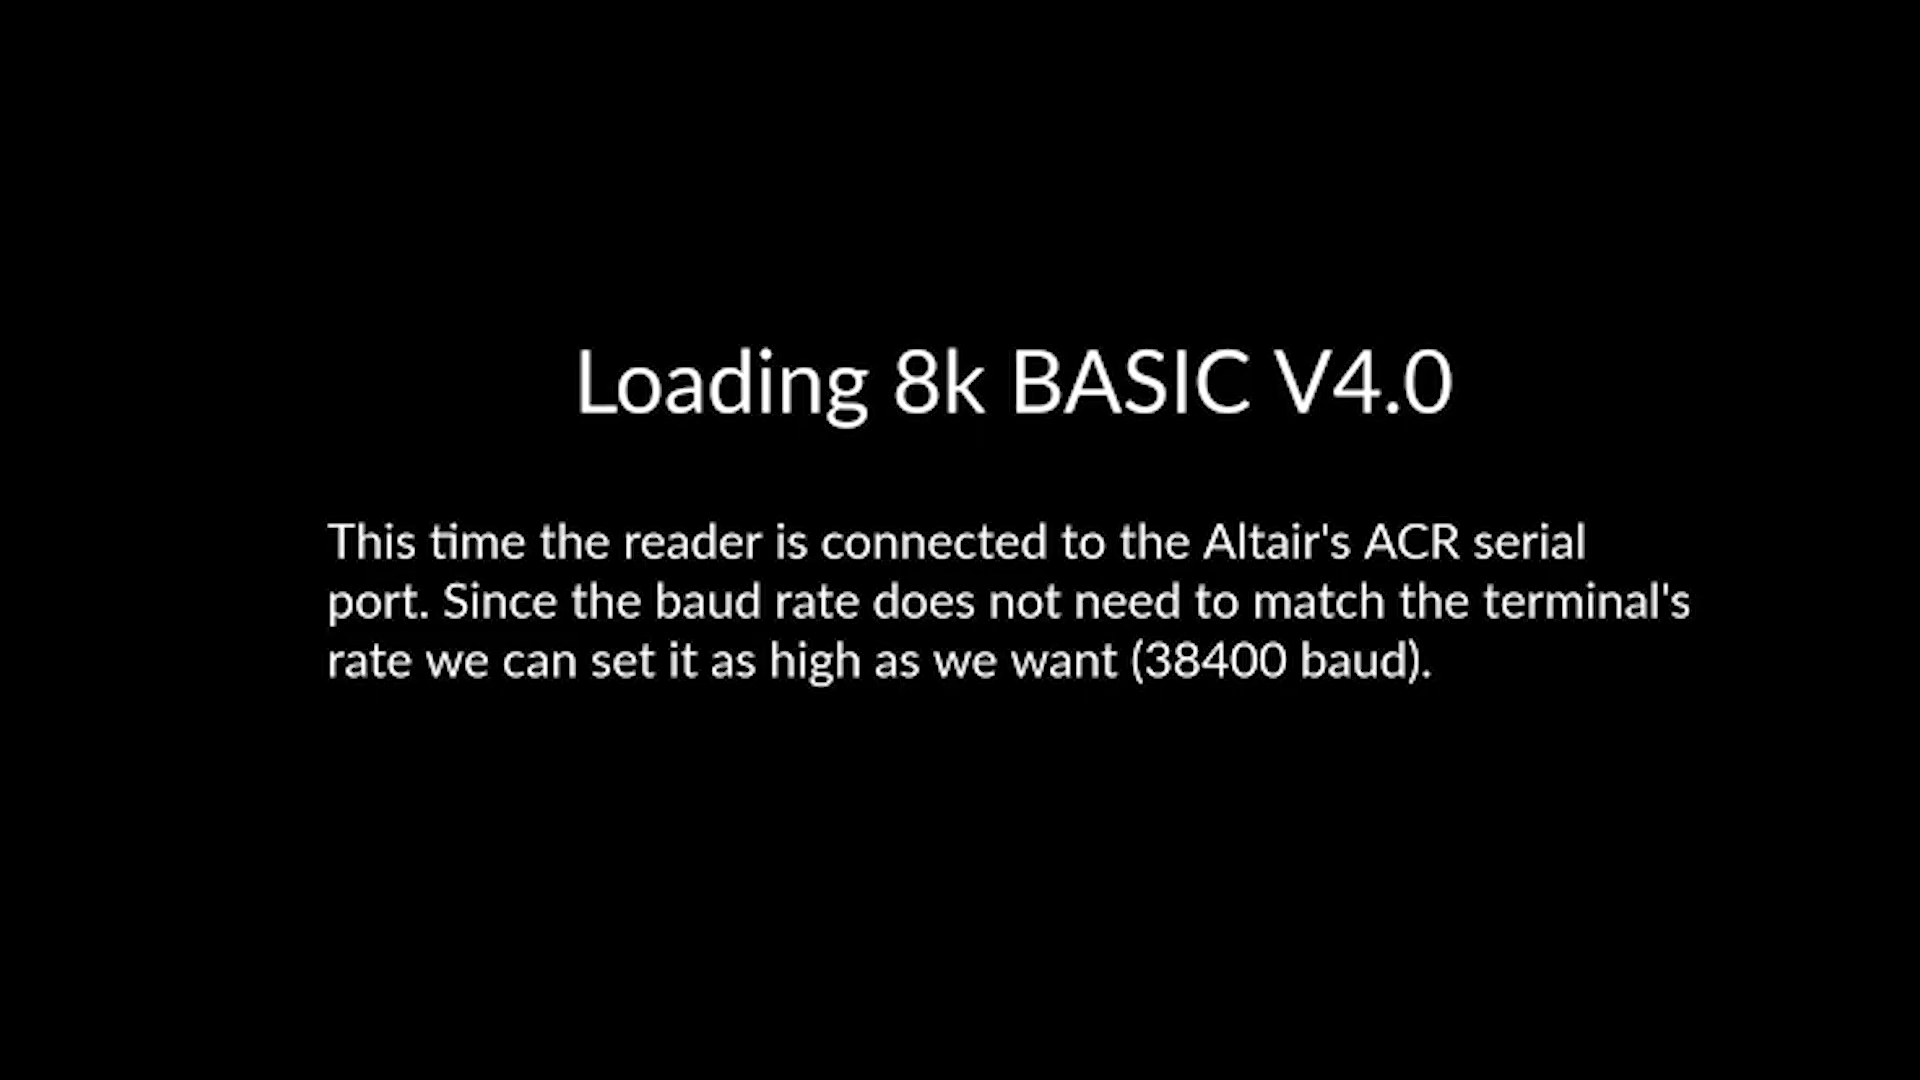 Loading 8k BASIC V4.0
This time the reader is connected to the Altair's ACR serial
port. Since the baud rate does not need to match the terminal's
rate we can set it as high as we want (38400 baud).